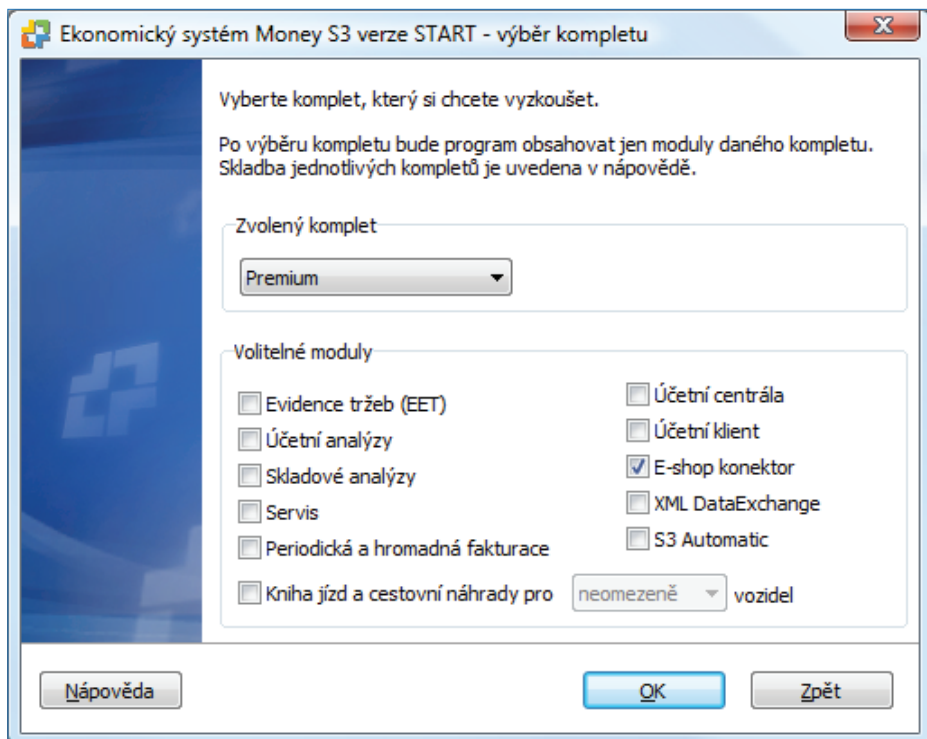 Ekonomický systém Money S3 verze START - výběr kompletu
Vyberte komplet, který si chcete vyzkoušet.
Po výběru kompletu bude program obsahovat jen moduly daného kompletu.
Skladba jednotlivých kompletů je uvedena v nápovědě.
Zvolený komplet
Premium
Volitelné moduly
Evidence tržeb (EET)
Účetní analýzy
Skladové analýzy
Servis
Periodická a hromadná fakturace
Kniha jízd a cestovní náhrady pro neomezeně vozidel
Účetní centrála
Účetní klient
E-shop konektor
XML DataExchange
S3 Automatic
Nápověda
OK
Zpět